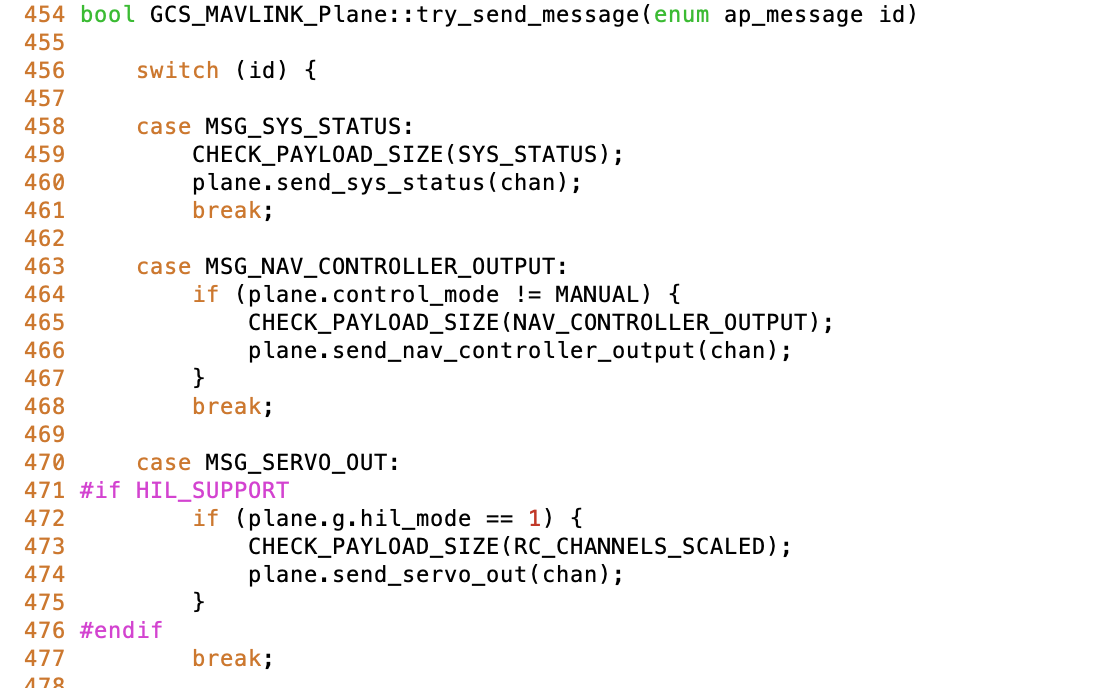 454 bool GCS_MAVLINK_Plane::try_send_message(enum ap_message id)
455
456     switch (id) {
457
458     case MSG_SYS_STATUS:
459         CHECK_PAYLOAD_SIZE(SYS_STATUS);
460         plane.send_sys_status(chan);
461         break;
462
463     case MSG_NAV_CONTROLLER_OUTPUT:
464         if (plane.control_mode != MANUAL) {
465             CHECK_PAYLOAD_SIZE(NAV_CONTROLLER_OUTPUT);
466             plane.send_nav_controller_output(chan);
467         }
468         break;
469
470     case MSG_SERVO_OUT:
471 #if HIL_SUPPORT
472         if (plane.g.hil_mode == 1) {
473             CHECK_PAYLOAD_SIZE(RC_CHANNELS_SCALED);
474             plane.send_servo_out(chan);
475         }
476 #endif
477         break;
478